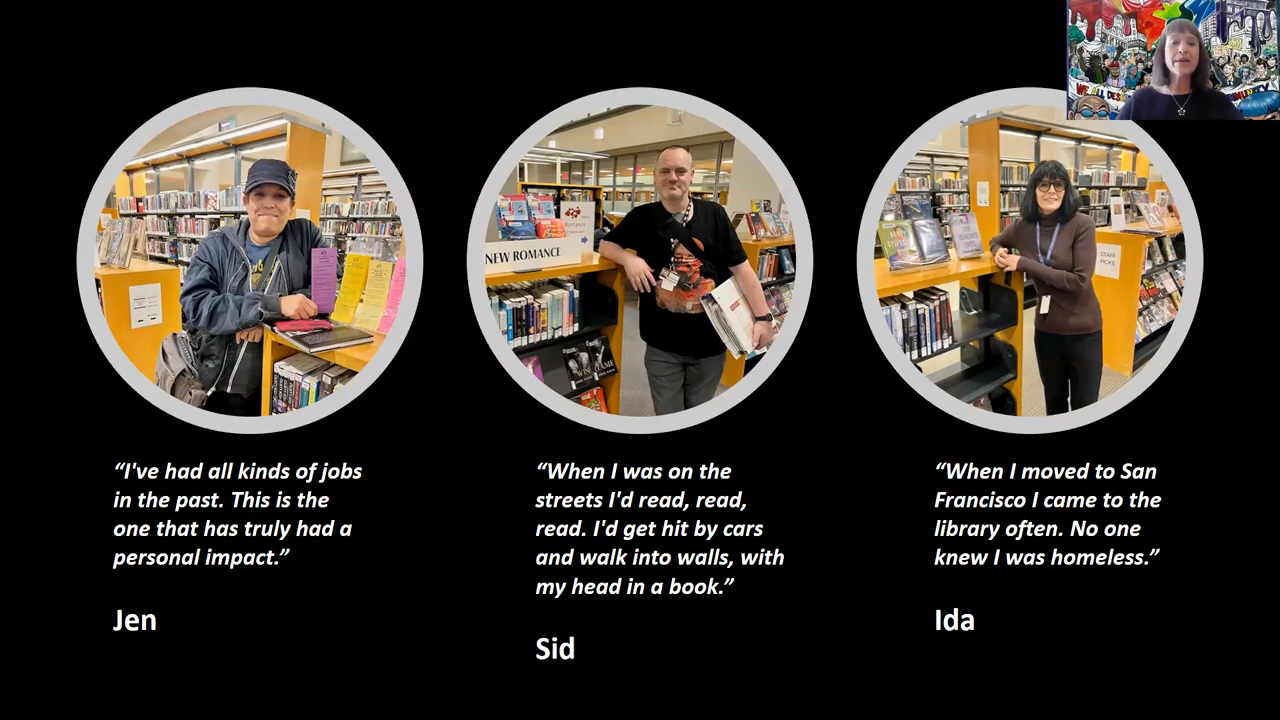 “I've had all kinds of jobs
in the past. This is the
one that has truly had a
personal impact.”
Jen
NEW ROMANCE
“When I was on the
streets I'd read, read,
read. I'd get hit by cars
and walk into walls, with
my head in a book.”
Sid
STAFF
PICKS
“When I moved to San
Francisco I came to the
library often. No one
knew I was homeless.”
Ida